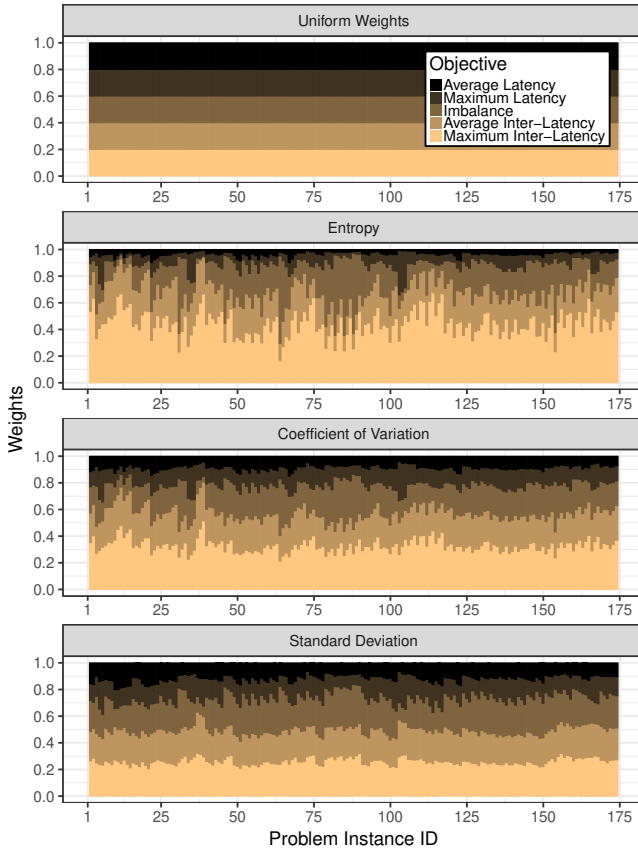 Uniform Weights
1.0
0.8
0.6
0.4
0.2
0.0
Objective
Average Latency
Maximum Latency
Imbalance
Average Inter−Latency
Maximum Inter−Latency
1 25 50 75 100 125 150 175
Entropy
1.0
0.8
0.6
0.4
0.2
0.0
1 25 50 75 100 125 150 175
Weights
Coefficient of Variation
1.0
0.8
0.6
0.4
0.2
0.0
1 25 50 75 100 125 150 175
Standard Deviation
1.0
0.8
0.6
0.4
0.2
0.0
1 25 50 75 100 125 150 175
Problem Instance ID